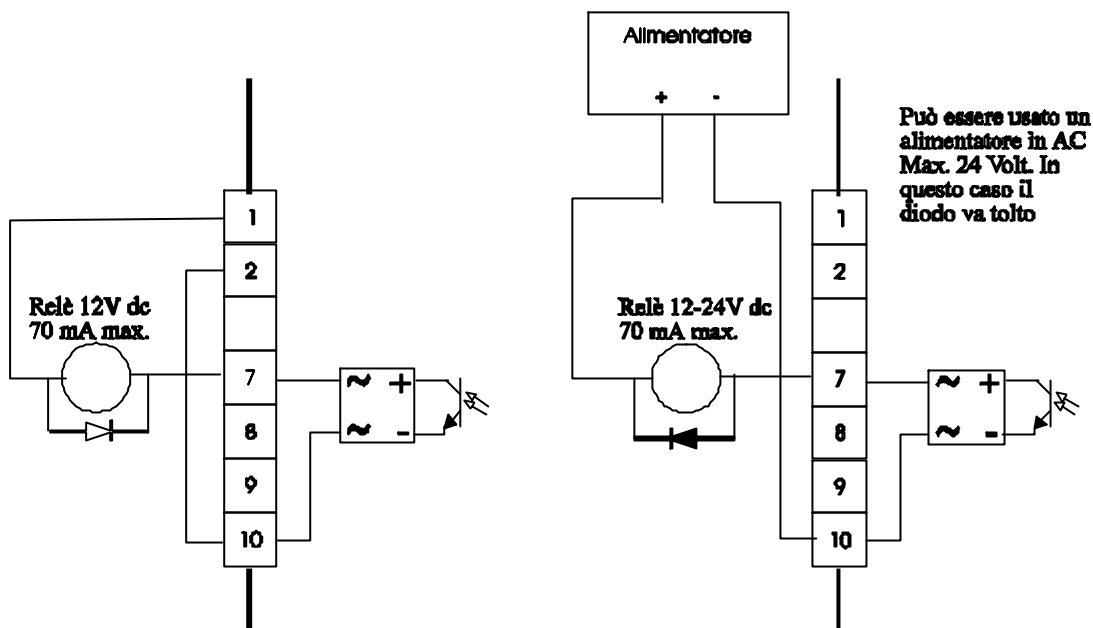 Alimentatore
+ -
Può essere usato un
alimentatore in AC
Max. 24 Volt. In
questo caso il
diodo va tolto
1
2
Relè 12V dc
70 mA max.
7
8
9
10
~ +
~ -
1
2
Relè 12-24V dc
70 mA max.
7
8
9
10
~ +
~ -